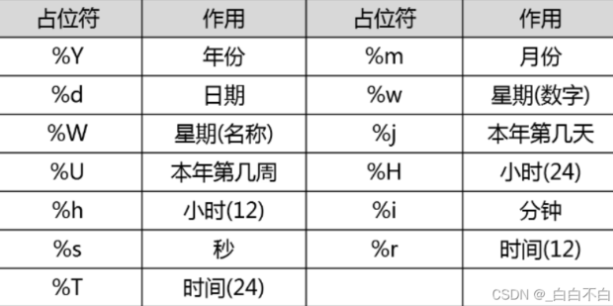 占位符 作用 占位符 作用
%Y 年份 %m 月份
%d 日期 %w 星期(数字)
%W 星期(名称) %j 本年第几天
%U 本年第几周 %H 小时(24)
%h 小时(12) %i 分钟
%s 秒 %r 时间(12)
%T 时间(24)
CSDN @_白白不白